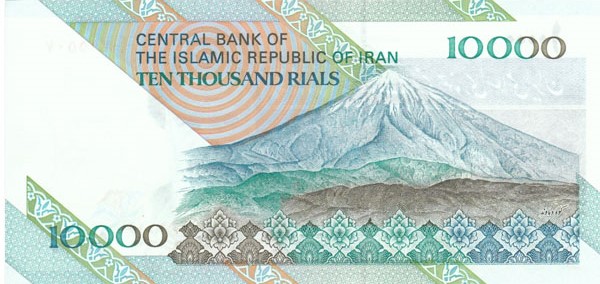 CENTRAL BANK OF
THE ISLAMIC REPUBLIC OF IRAN
TEN THOUSAND RIALS
10000
10000